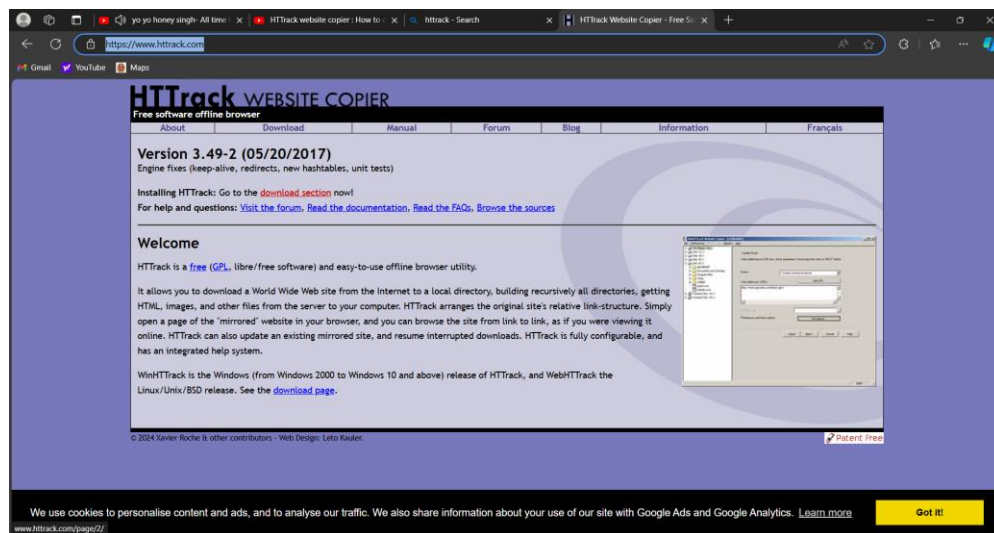 yo yo honey singh- All time
HTTrack website copier : How to
httrack - Search
HTTrack Website Copier - Free So
https://www.httrack.com
Gmail
YouTube
Maps
HTTrack WEBSITE COPIER
Free software offline browser
About Download Manual Forum Blog Information Français
Version 3.49-2 (05/20/2017)
Engine fixes (keep-alive, redirects, new hashtables, unit tests)
Installing HTTrack: Go to the download section now!
For help and questions: Visit the forum, Read the documentation, Read the FAQs, Browse the sources
Welcome
HTTrack is a free (GPL, libre/free software) and easy-to-use offline browser utility.
It allows you to download a World Wide Web site from the Internet to a local directory, building recursively all directories, getting
HTML, images, and other files from the server to your computer. HTTrack arranges the original site's relative link-structure. Simply
open a page of the "mirrored" website in your browser, and you can browse the site from link to link, as if you were viewing it
online. HTTrack can also update an existing mirrored site, and resume interrupted downloads. HTTrack is fully configurable, and
has an integrated help system.
WinHTTrack is the Windows (from Windows 2000 to Windows 10 and above) release of HTTrack, and WebHTTrack the
Linux/Unix/BSD release. See the download page.
© 2024 Xavier Roche & other contributors - Web Design: Leto Kauler.
Patent Free
We use cookies to personalise content and ads, and to analyse our traffic. We also share information about your use of our site with Google Ads and Google Analytics. Learn more
Got it!
www.httrack.com/page/2/